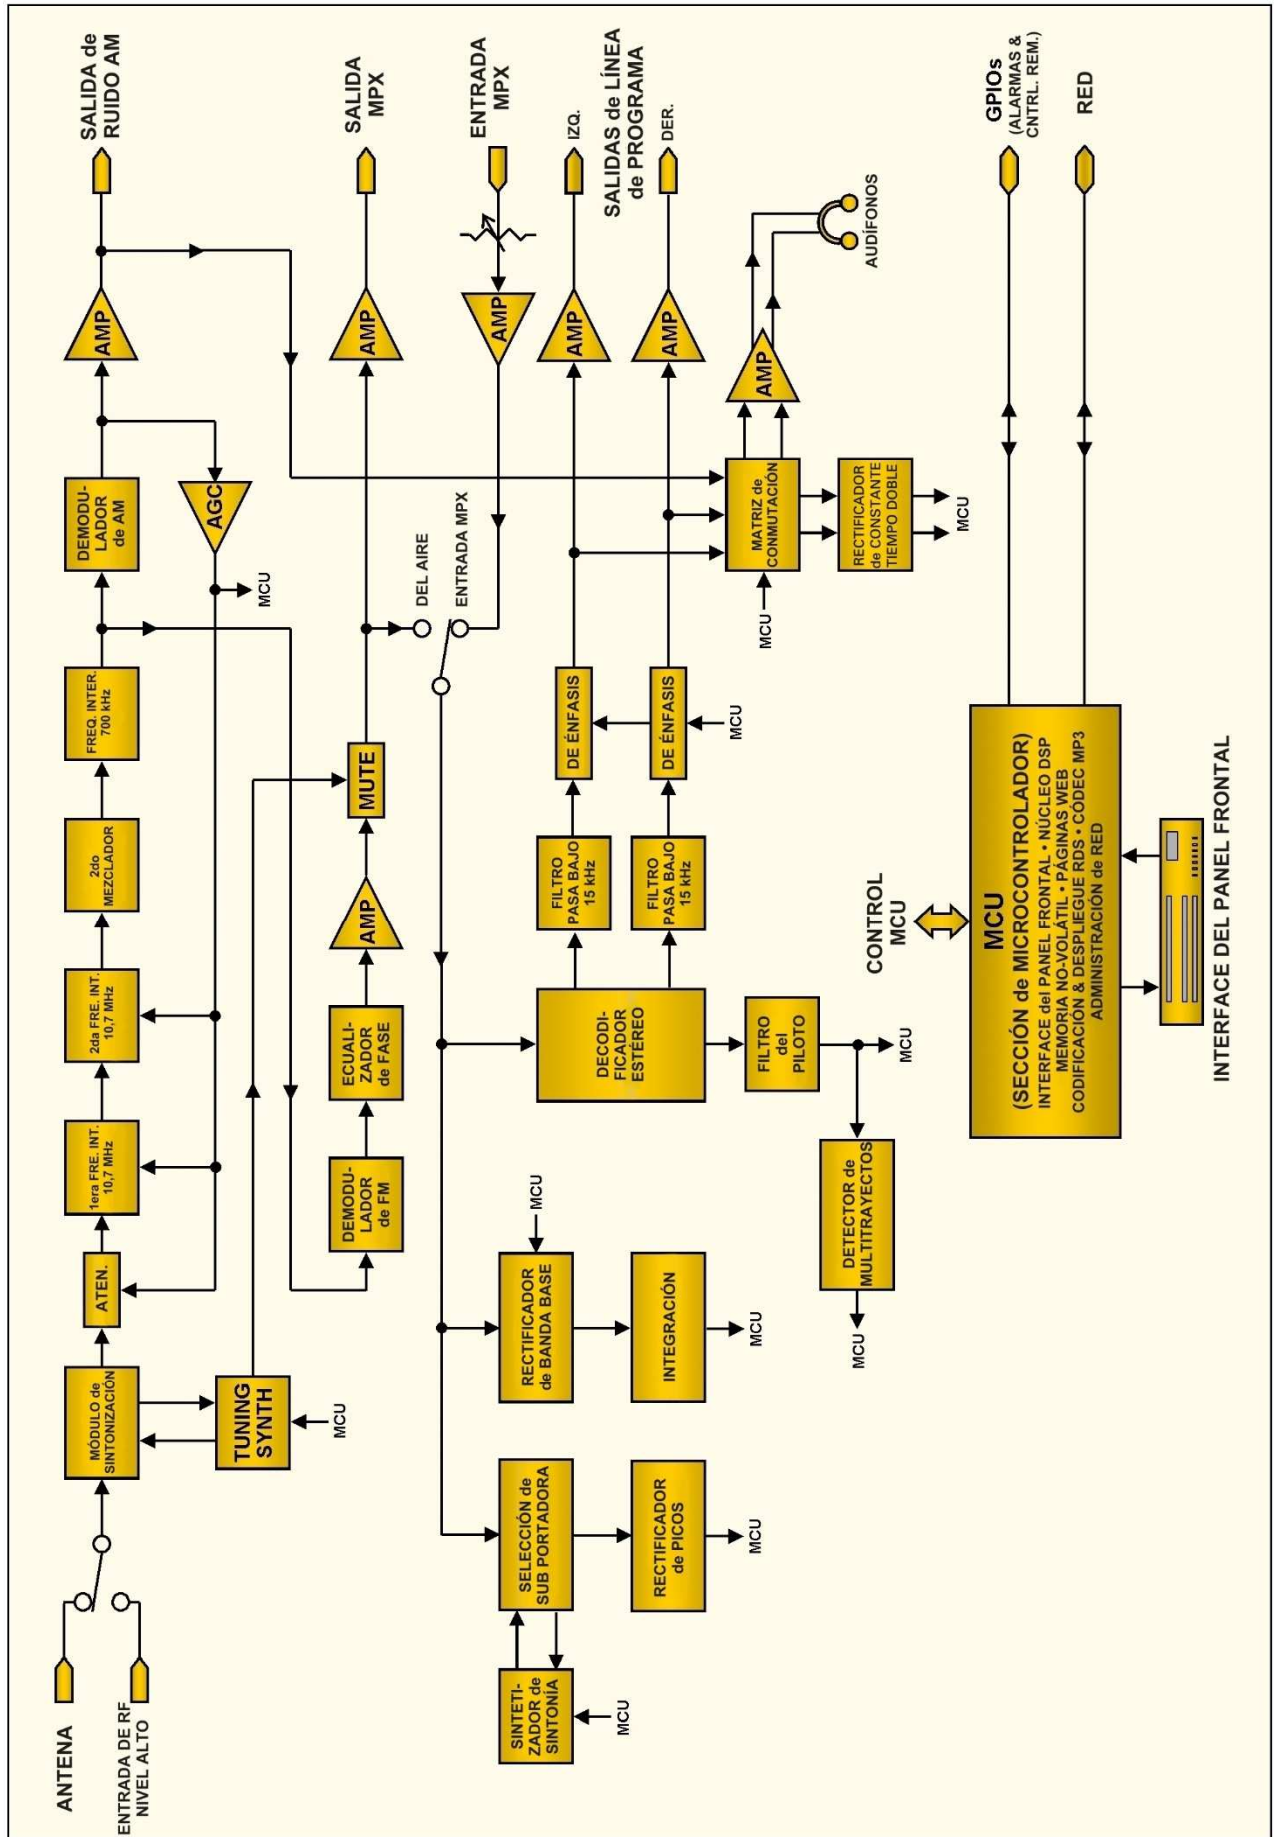 ANTENA
ENTRADA DE RF
NIVEL ALTO
MÓDULO de
SINTONIZACIÓN
TUNING
SYNTH
MCU
ATEN.
1era FRE. INT.
10,7 MHz
2da FRE. INT.
10,7 MHz
2do
MEZCLADOR
FREQ. INTER.
700 kHz
DEMODU-
LADOR
de AM
AGC
MCU
AMP
SALIDA de
RUIDO AM
DEMODU-
LADOR
de FM
ECUALI-
ZADOR
de FASE
AMP
MUTE
AMP
SALIDA
MPX
DEL AIRE
ENTRADA MPX
AMP
ENTRADA
MPX
SINTETI-
ZADOR de
SINTONÍA
MCU
SELECCIÓN de
SUB PORTADORA
RECTIFICADOR
de PICOS
MCU
RECTIFICADOR
de BANDA BASE
MCU
INTEGRACIÓN
MCU
DECODI-
FICADOR
ESTÉREO
FILTRO
PASA BAJO
15 kHz
FILTRO
PASA BAJO
15 kHz
DE ÉNFASIS
DE ÉNFASIS
MCU
AMP
AMP
IZQ.
SALIDAS de LÍNEA
de PROGRAMA
DER.
FILTRO
del
PILOTO
MCU
DETECTOR de
MULTITRAYECTOS
MCU
MATRIZ de
CONMUTACIÓN
MCU
AMP
AUDÍFONOS
RECTIFICADOR
de CONSTANTE
TIEMPO DOBLE
MCU
CONTROL
MCU
MCU
(SECCIÓN de MICROCONTROLADOR)
INTERFACE del PANEL FRONTAL • NÚCLEO DSP
MEMORIA NO-VOLÁTIL • PÁGINAS WEB
CODIFICACIÓN & DESPLIEGUE RDS • CÓDEC MP3
ADMINISTRACIÓN de RED
GPIOs
(ALARMAS &
CNTRL. REM.)
RED
INTERFACE DEL PANEL FRONTAL